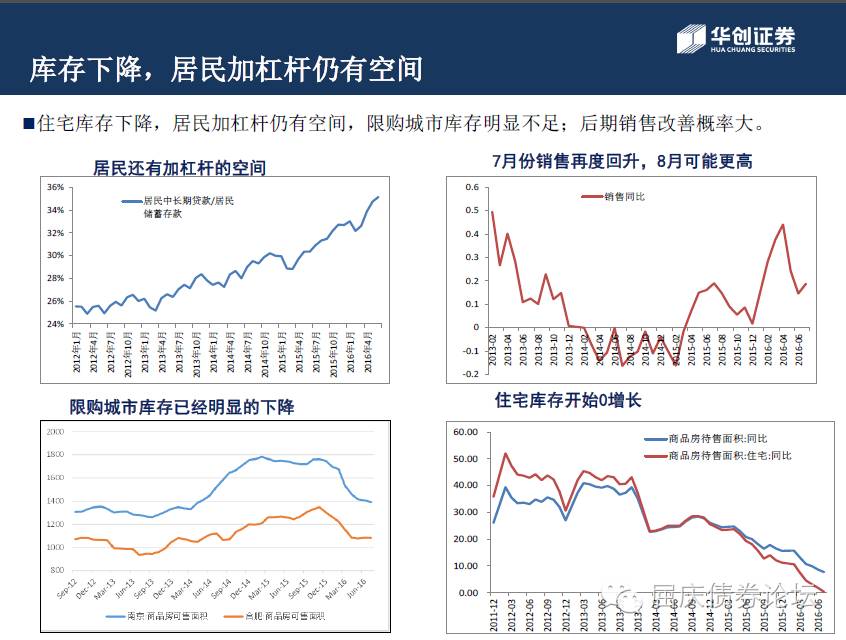 华创证券
HUA CHUANG SECURITIES
库存下降，居民加杠杆仍有空间
■住宅库存下降，居民加杠杆仍有空间，限购城市库存明显不足；后期销售改善概率大。
居民还有加杠杆的空间
36%
34%
32%
30%
28%
26%
24%
居民中长期贷款/居民
储蓄存款
2012年1月
2012年4月
2012年7月
2012年10月
2013年1月
2013年4月
2013年7月
2013年10月
2014年1月
2014年4月
2014年7月
2014年10月
2015年1月
2015年4月
2015年7月
2015年10月
2016年1月
2016年4月
7月份销售再度回升，8月可能更高
0.6
0.5
0.4
0.3
0.2
0.1
0
-0.1
-0.2
销售同比
2013-02
2013-04
2013-06
2013-08
2013-10
2013-12
2014-02
2014-04
2014-06
2014-08
2014-10
2014-12
2015-02
2015-04
2015-06
2015-08
2015-10
2015-12
2016-02
2016-04
2016-06
限购城市库存已经明显的下降
2000
1800
1600
1400
1200
1000
800
Sep-12
Dec-12
Mar-13
Jun-13
Sep-13
Dec-13
Mar-14
Jun-14
Sep-14
Dec-14
Mar-15
Jun-15
Sep-15
Dec-15
Mar-16
Jun-16
南京:商品房可售面积
合肥:商品房可售面积
住宅库存开始0增长
60.00
50.00
40.00
30.00
20.00
10.00
0.00
商品房待售面积:同比
商品房待售面积:住宅:同比
2011-12
2012-03
2012-06
2012-09
2012-12
2013-03
2013-06
2013-09
2013-12
2014-03
2014-06
2014-09
2014-12
2015-03
2015-06
2015-09
2015-12
2016-03
2016-06
屈庆债券论坛